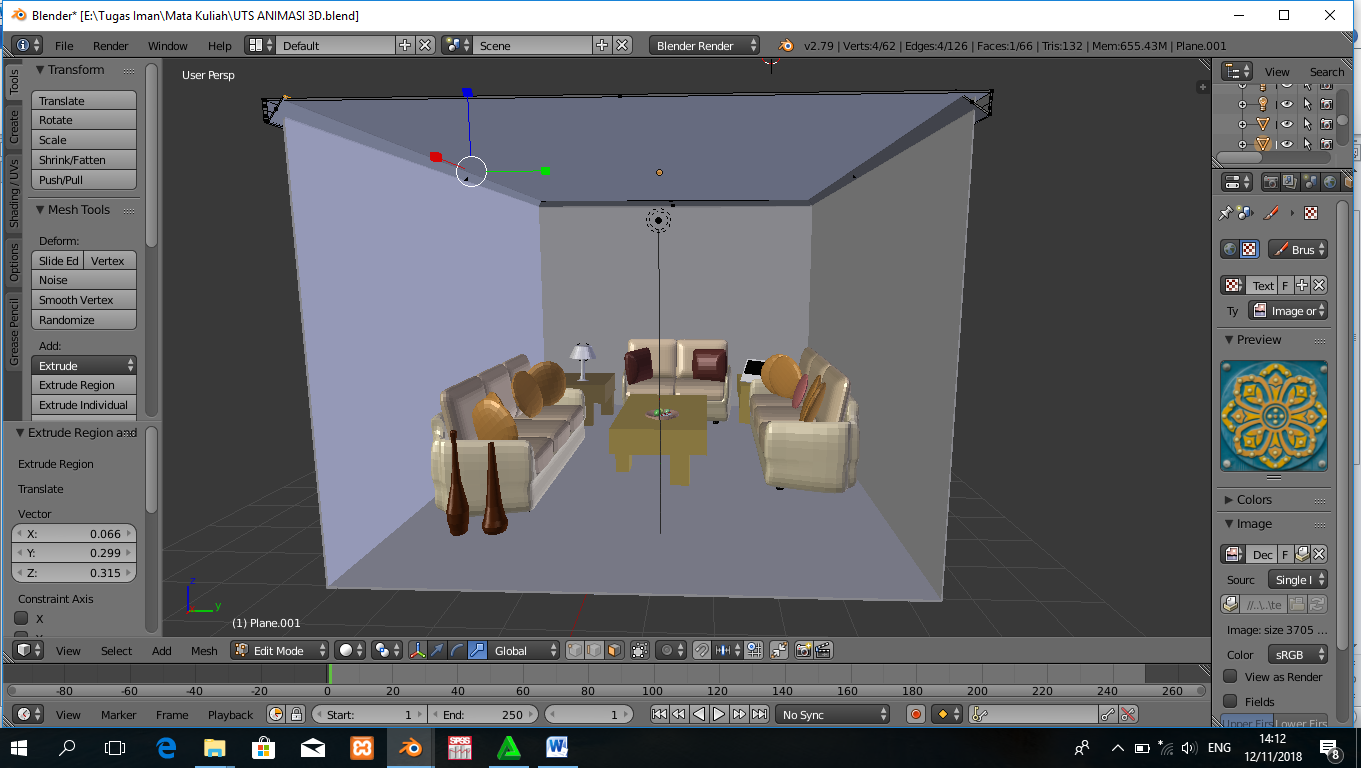 Blender* [E:\Tugas Iman\Mata Kuliah\UTS ANIMASI 3D.blend]
File Render Window Help Default Scene Blender Render v2.79 | Verts:4/62 | Edges:4/126 | Faces:1/66 | Tris:132 | Mem:655.43M | Plane.001
Tools
Create
Shading / UVs
Options
Grease Pencil
Transform
Translate
Rotate
Scale
Shrink/Fatten
Push/Pull
Mesh Tools
Deform:
Slide Ed Vertex
Noise
Smooth Vertex
Randomize
Add:
Extrude
Extrude Region
Extrude Individual
Extrude Region and
Extrude Region
Translate
Vector
X: 0.066
Y: 0.299
Z: 0.315
Constraint Axis
X
User Persp
z
y
(1) Plane.001
View Search
Brus
Text F
Ty Image or
Preview
Colors
Image
Dec F
Sourc Single I
//..\..\te
Image: size 3705 ...
Color sRGB
View as Render
Fields
Upper Firs Lower Firs
View Select Add Mesh Edit Mode Global
-80 -60 -40 -20 0 20 40 60 80 100 120 140 160 180 200 220 240 260
View Marker Frame Playback Start: 1 End: 250 1 No Sync
SPSS
ENG
14:12
12/11/2018
8